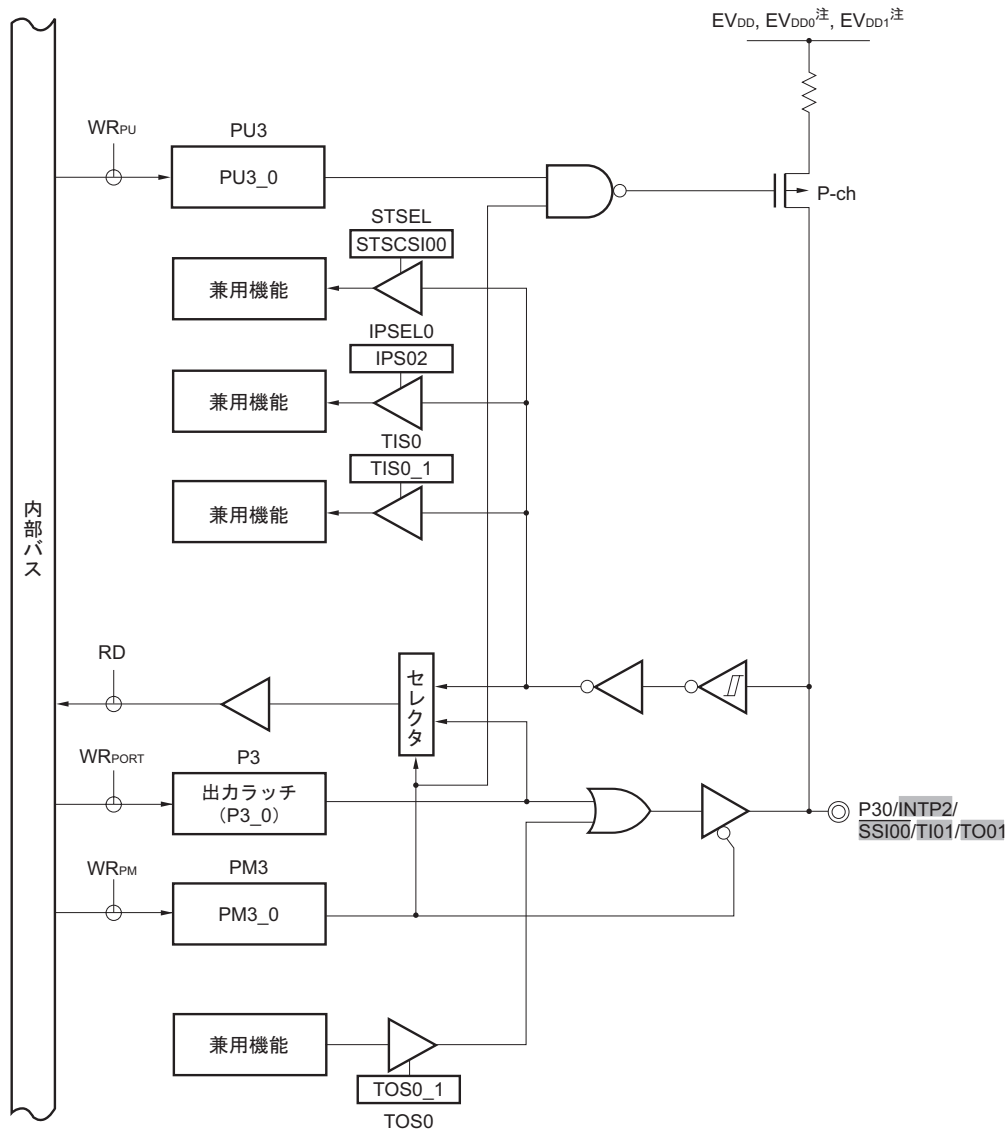 EVDD, EVDD0注, EVDD1注
WRPU
PU3
PU3_0
P-ch
STSEL
STSCSI00
兼用機能
IPSEL0
IPS02
兼用機能
TIS0
TIS0_1
兼用機能
内部バス
RD
セレクタ
WRPORT
P3
出力ラッチ
(P3_0)
P30/INTP2/
SSI00/TI01/TO01
WRPM
PM3
PM3_0
兼用機能
TOS0_1
TOS0